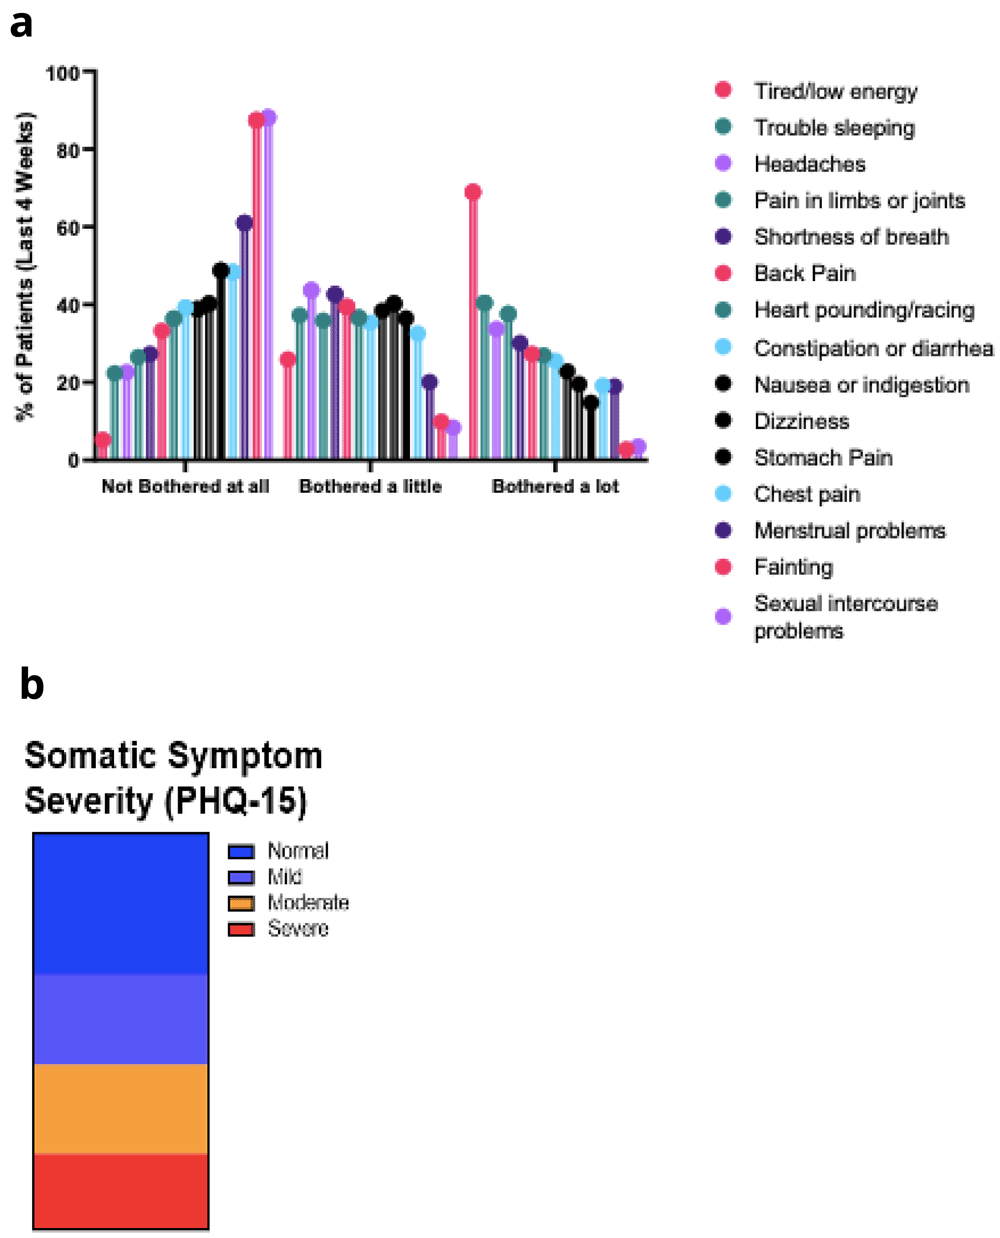 a
% of Patients (Last 4 Weeks)
100
80
60
40
20
0
Not Bothered at all
Bothered a little
Bothered a lot
Tired/low energy
Trouble sleeping
Headaches
Pain in limbs or joints
Shortness of breath
Back Pain
Heart pounding/racing
Constipation or diarrhea
Nausea or indigestion
Dizziness
Stomach Pain
Chest pain
Menstrual problems
Fainting
Sexual intercourse
problems
b
Somatic Symptom
Severity (PHQ-15)
Normal
Mild
Moderate
Severe